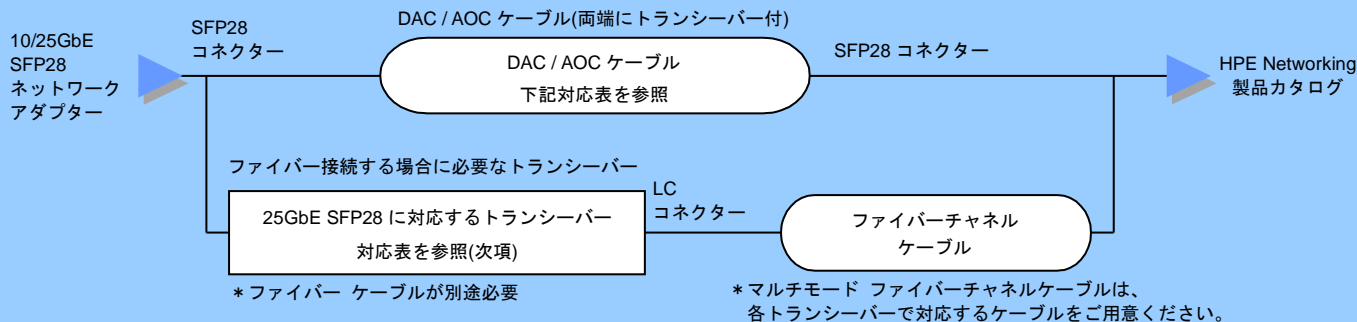 DAC / AOC ケーブル(両端にトランシーバー付)
10/25GbE
SFP28
ネットワーク
アダプター
SFP28
コネクター
DAC / AOC ケーブル
下記対応表を参照
SFP28 コネクター
HPE Networking
製品カタログ
ファイバー接続する場合に必要なトランシーバー
25GbE SFP28 に対応するトランシーバー
対応表を参照(次項)
LC
コネクター
ファイバーチャネル
ケーブル
＊ファイバー ケーブルが別途必要
＊マルチモード ファイバーチャネルケーブルは、
各トランシーバーで対応するケーブルをご用意ください。